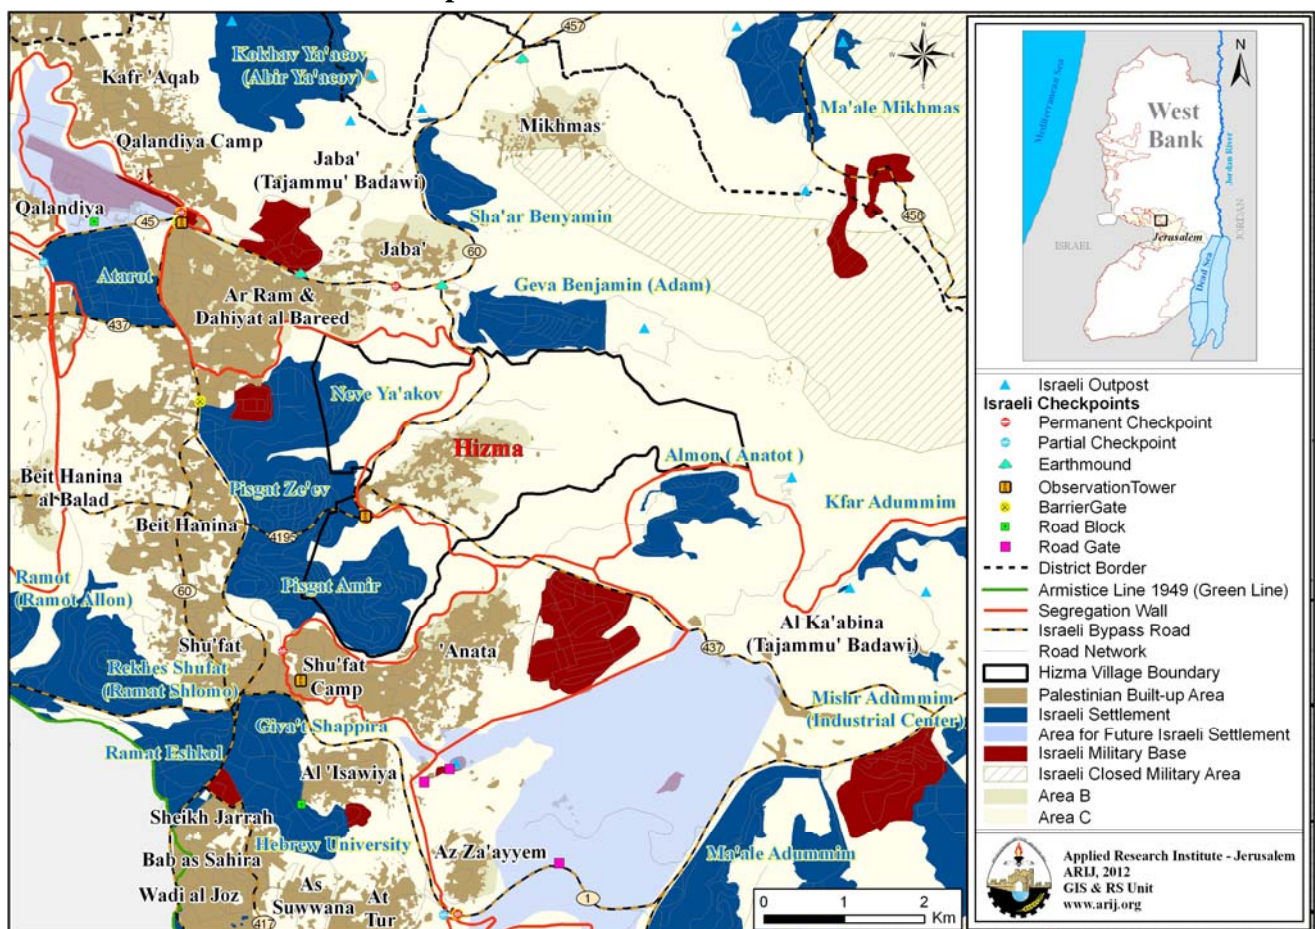 457
Kokhav Ya'acov
(Abir Ya'acov)
Kafr 'Aqab
Ma'ale Mikhmas
Mikhmas
Qalandiya Camp
Jaba'
(Tajammu' Badawi)
Qalandiya
45
Sha'ar Benyamin
450
Jaba'
60
Atarot
Geva Benjamin (Adam)
Ar Ram &
Dahiyat al Bareed
437
Neve Ya'akov
Hizma
Almon ( Anatot )
Beit Hanina
al Balad
Pisgat Ze'ev
Kfar Adummim
Beit Hanina
4195
Ramot
(Ramot Allon)
Pisgat Amir
60
Al Ka'abina
(Tajammu' Badawi)
Shu'fat
'Anata
437
Rekhes Shufat
(Ramat Shlomo)
Shu'fat
Camp
Mishr Adummim
(Industrial Center)
Giva't Shappira
Ramat Eshkol
Al 'Isawiya
Sheikh Jarrah
Hebrew University
Az Za'ayyem
Ma'ale Adummim
Bab as Sahira
Wadi al Joz
As
Suwwana
At
Tur
1
417
0 1 2
Km
N
Mediterranean Sea
West
Bank
Jordan River
Jerusalem
ISRAEL
JORDAN
Dead Sea
Israeli Outpost
Israeli Checkpoints
Permanent Checkpoint
Partial Checkpoint
Earthmound
ObservationTower
BarrierGate
Road Block
Road Gate
District Border
Armistice Line 1949 (Green Line)
Segregation Wall
Israeli Bypass Road
Road Network
Hizma Village Boundary
Palestinian Built-up Area
Israeli Settlement
Area for Future Israeli Settlement
Israeli Military Base
Israeli Closed Military Area
Area B
Area C
Applied Research Institute - Jerusalem
ARIJ, 2012
GIS & RS Unit
www.arij.org